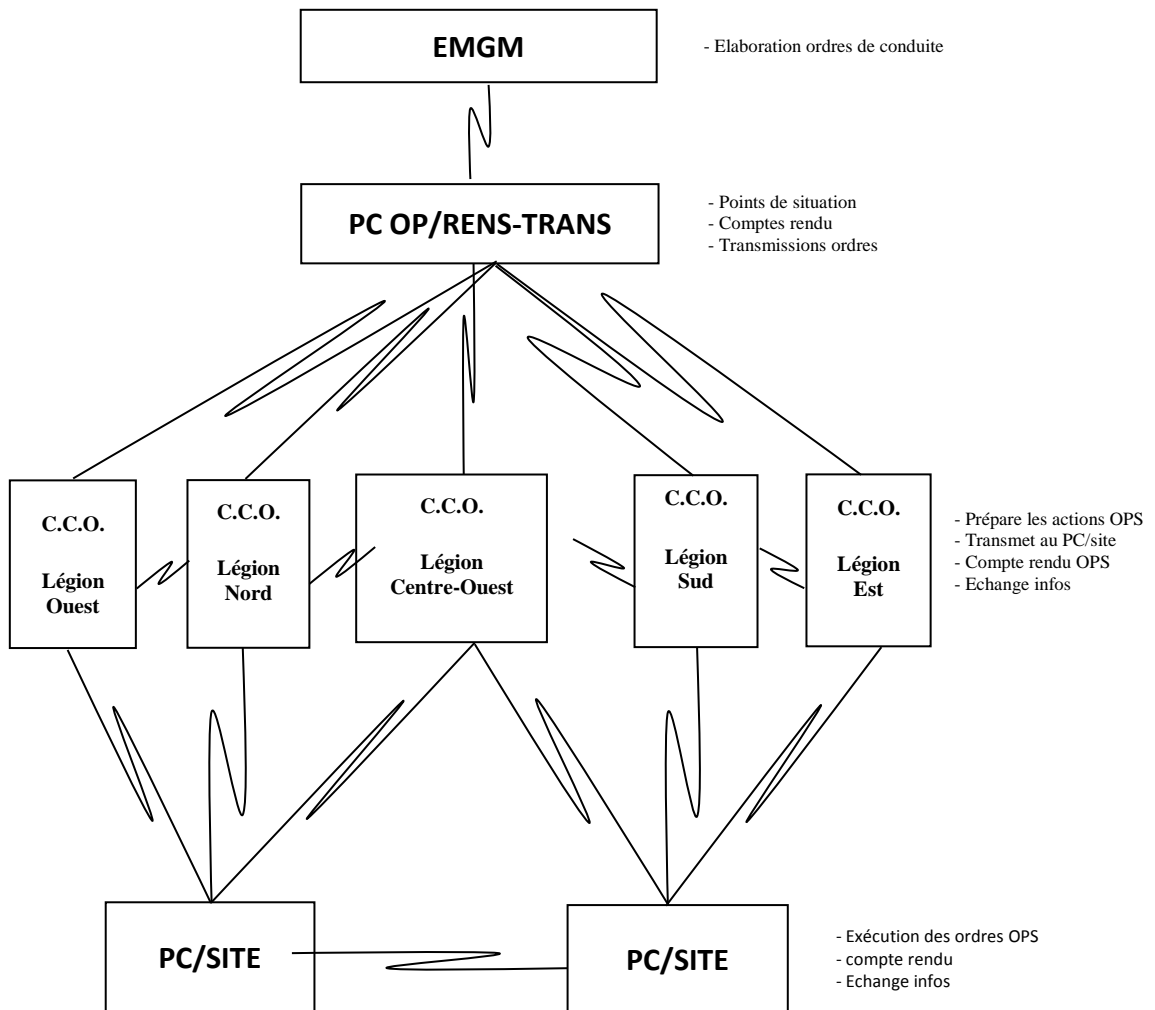 EMGM
- Elaboration ordres de conduite
PC OP/RENS-TRANS
- Points de situation
- Comptes rendu
- Transmissions ordres
C.C.O.
Légion
Ouest
C.C.O.
Légion
Nord
C.C.O.
Légion
Centre-Ouest
C.C.O.
Légion
Sud
C.C.O.
Légion
Est
- Prépare les actions OPS
- Transmet au PC/site
- Compte rendu OPS
- Echange infos
PC/SITE
PC/SITE
- Exécution des ordres OPS
- compte rendu
- Echange infos